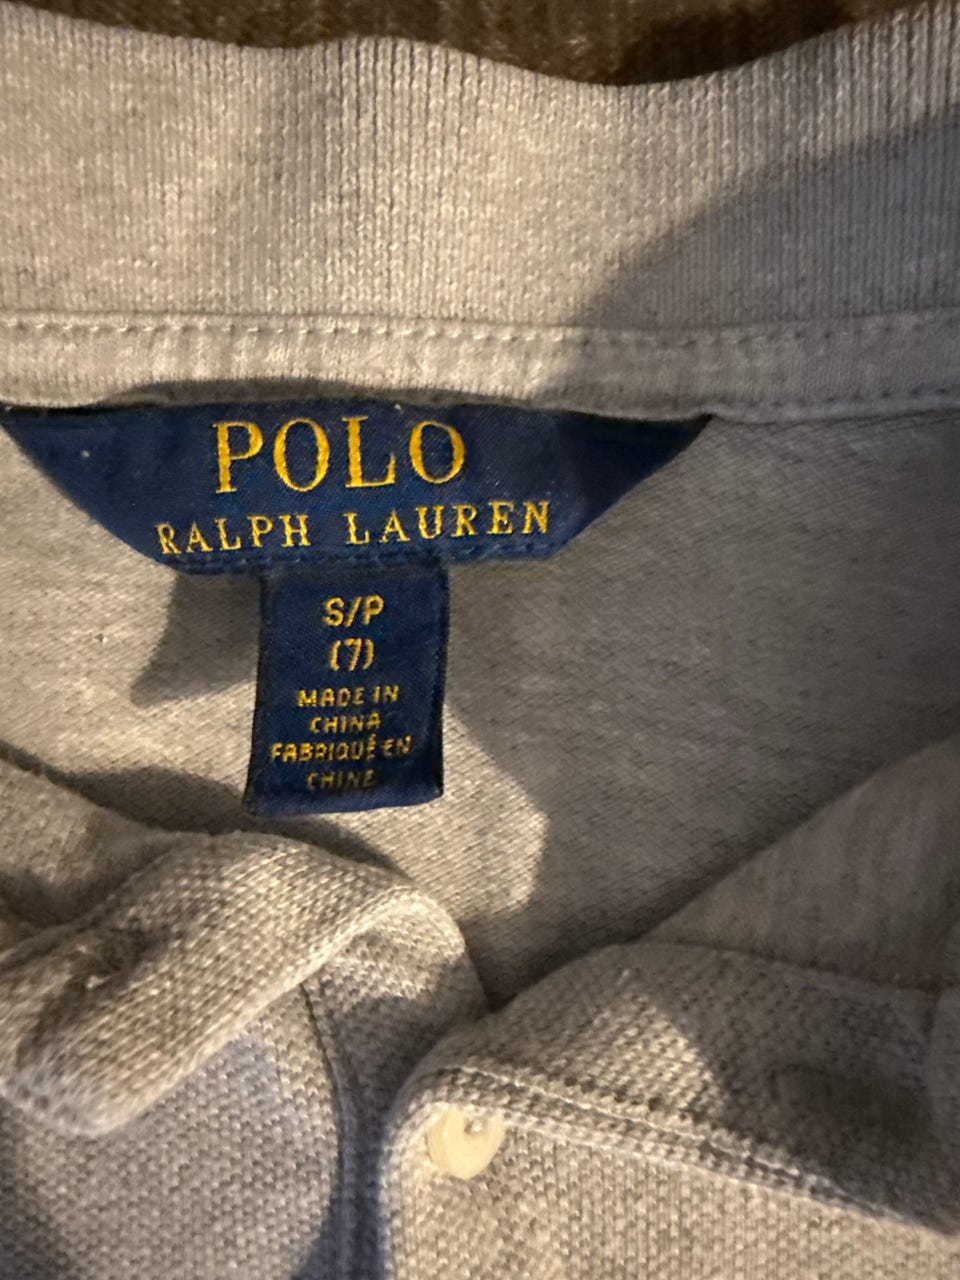 POLO
RALPH LAUREN
S/P
(7)
MADE IN
CHINA
FABRIQUÉ EN
CHINE